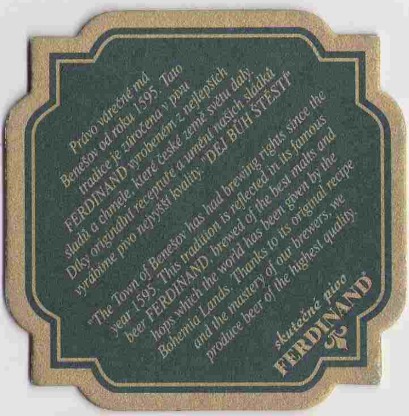 Právo várečné má
Benešov od roku 1595. Tato
tradice je zúročena v pivu
FERDINAND vyrobeném z nejlepších
sladů a chmele, které české země světu daly.
Díky originální receptuře a umění našich sládků
vyrábíme pivo nejvyšší kvality. "DEJ BŮH ŠTĚSTÍ"
"The Town of Benešov has had brewing rights since the
year 1595. This tradition is reflected in its famous
beer FERDINAND brewed of the best malts and
hops which the world has been given by the
Bohemia Lands. Thanks to its original recipe
and the mastery of our brewers, we
produce beer of the highest quality.
skutečné pivo
FERDINAND